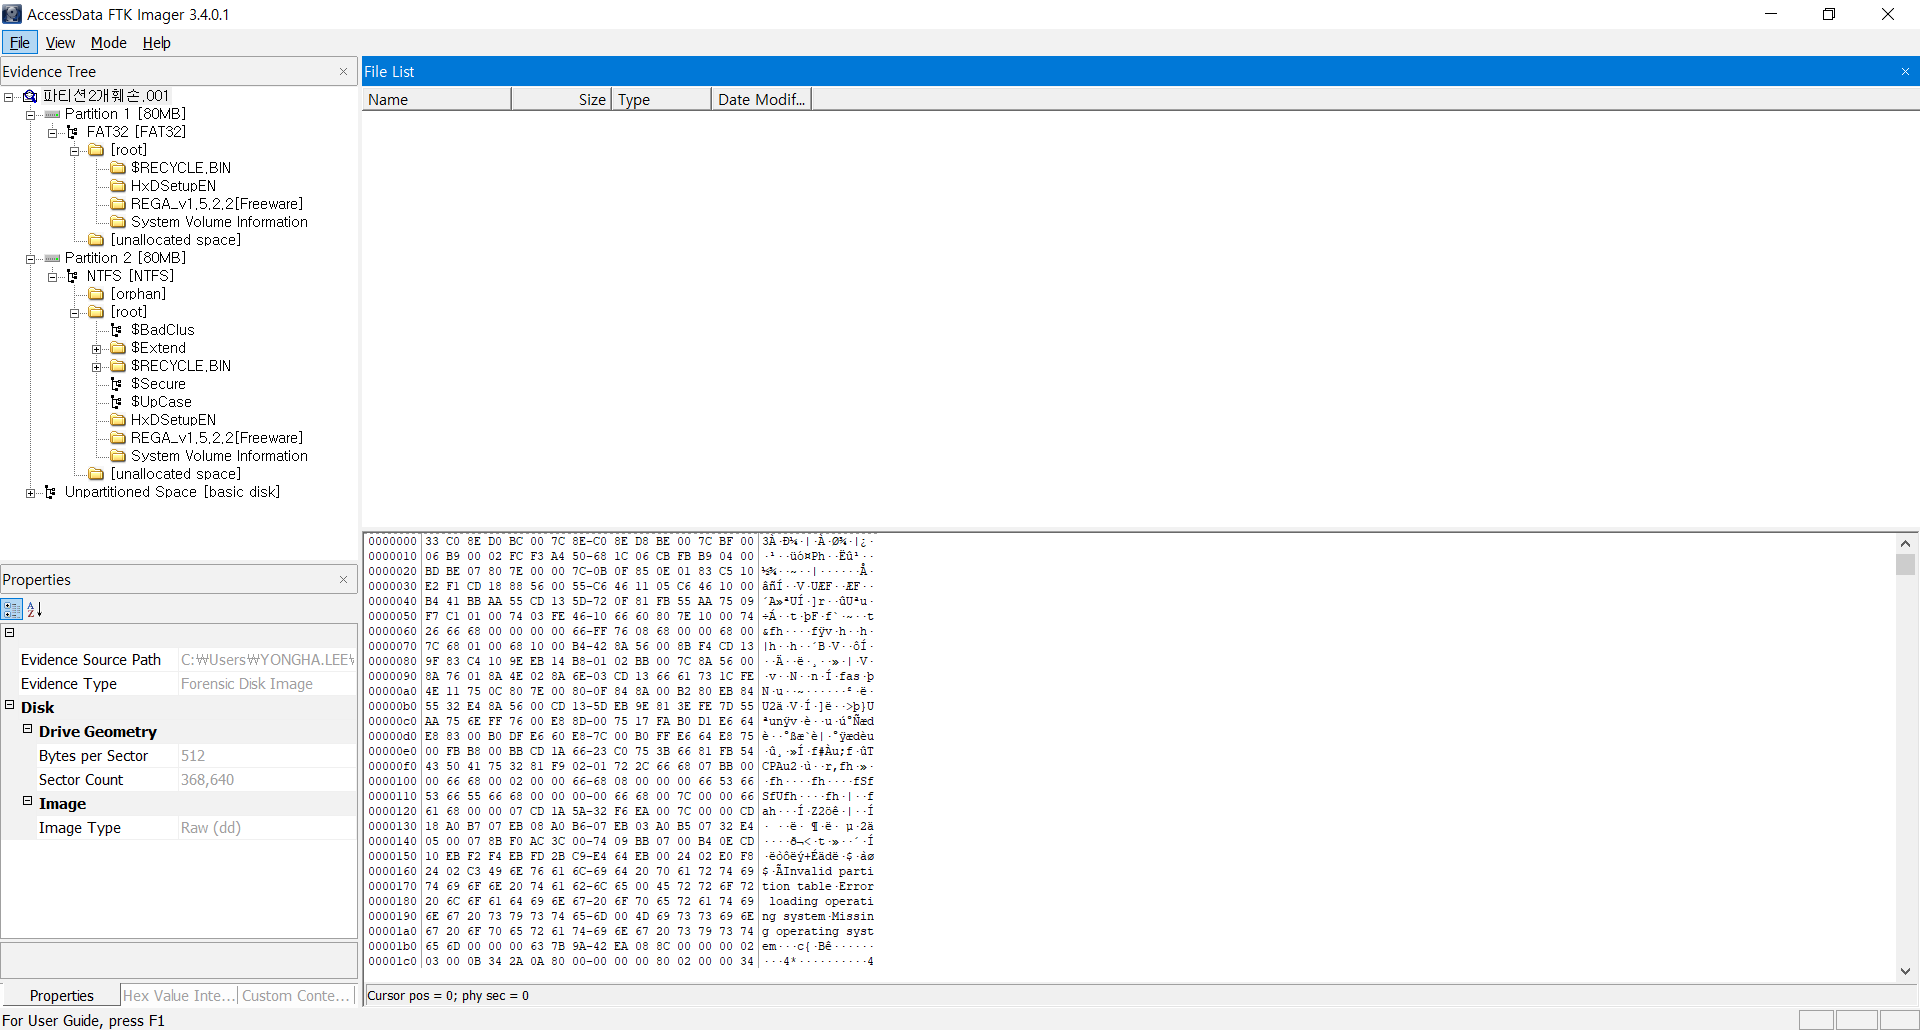 AccessData FTK Imager 3.4.0.1
File View Mode Help
Evidence Tree
파티션2개훼손.001
Partition 1 [80MB]
FAT32 [FAT32]
[root]
$RECYCLE.BIN
HxDSetupEN
REGA_v1.5.2.2[Freeware]
System Volume Information
[unallocated space]
Partition 2 [80MB]
NTFS [NTFS]
[orphan]
[root]
$BadClus
$Extend
$RECYCLE.BIN
$Secure
$UpCase
HxDSetupEN
REGA_v1.5.2.2[Freeware]
System Volume Information
[unallocated space]
Unpartitioned Space [basic disk]
Properties
Evidence Source Path C:₩Users₩YONGHA.LEE₩
Evidence Type Forensic Disk Image
Disk
Drive Geometry
Bytes per Sector 512
Sector Count 368,640
Image
Image Type Raw (dd)
Properties Hex Value Inte... Custom Conte...
For User Guide, press F1
File List
Name Size Type Date Modif...
0000000 33 C0 8E D0 BC 00 7C 8E-C0 8E D8 BE 00 7C BF 00 3À·Ð¼·|·À·Ø¾·|¿·
0000010 06 B9 00 02 FC F3 A4 50-68 1C 06 CB FB B9 04 00 ·¹··üó¤Ph··Ëû¹··
0000020 BD BE 07 80 7E 00 00 7C-0B 0F 85 0E 01 83 C5 10 ½¾··~··|······Å·
0000030 E2 F1 CD 18 88 56 00 55-C6 46 11 05 C6 46 10 00 âñÍ··V·UÆF··ÆF··
0000040 B4 41 BB AA 55 CD 13 5D-72 0F 81 FB 55 AA 75 09 ´A»ªUÍ·]r··ûUªu·
0000050 F7 C1 01 00 74 03 FE 46-10 66 60 80 7E 10 00 74 ÷Á··t·þF·f`·~··t
0000060 26 66 68 00 00 00 00 66-FF 76 08 68 00 00 68 00 &fh····fÿv·h··h·
0000070 7C 68 01 00 68 10 00 B4-42 8A 56 00 8B F4 CD 13 |h··h··´B·V··ôÍ·
0000080 9F 83 C4 10 9E EB 14 B8-01 02 BB 00 7C 8A 56 00 ··Ä··ë·¸··»·|·V·
0000090 8A 76 01 8A 4E 02 8A 6E-03 CD 13 66 61 73 1C FE ·v··N··n·Í·fas·þ
00000a0 4E 11 75 0C 80 7E 00 80-0F 84 8A 00 B2 80 EB 84 N·u··~······²·ë·
00000b0 55 32 E4 8A 56 00 CD 13-5D EB 9E 81 3E FE 7D 55 U2ä·V·Í·]ë··>þ}U
00000c0 AA 75 6E FF 76 00 E8 8D-00 75 17 FA B0 D1 E6 64 ªunÿv·è··u·ú°Ñæd
00000d0 E8 83 00 B0 DF E6 60 E8-7C 00 B0 FF E6 64 E8 75 è··°ßæ`è|·°ÿædèu
00000e0 00 FB B8 00 BB CD 1A 66-23 C0 75 3B 66 81 FB 54 ·û¸·»Í·f#Àu;f·ûT
00000f0 43 50 41 75 32 81 F9 02-01 72 2C 66 68 07 BB 00 CPAu2·ù··r,fh·»·
0000100 00 66 68 00 02 00 00 66-68 08 00 00 00 66 53 66 ·fh····fh····fSf
0000110 53 66 55 66 68 00 00 00-00 66 68 00 7C 00 00 66 SfUfh····fh·|··f
0000120 61 68 00 00 07 CD 1A 5A-32 F6 EA 00 7C 00 00 CD ah···Í·Z2öê·|··Í
0000130 18 A0 B7 07 EB 08 A0 B6-07 EB 03 A0 B5 07 32 E4 · ·ë· ¶·ë· µ·2ä
0000140 05 00 07 8B F0 AC 3C 00-74 09 BB 07 00 B4 0E CD ····ð¬<·t·»··´·Í
0000150 10 EB F2 F4 EB FD 2B C9-E4 64 EB 00 24 02 E0 F8 ·ëòôëý+Éädë·$·àø
0000160 24 02 C3 49 6E 76 61 6C-69 64 20 70 61 72 74 69 $·ÃInvalid parti
0000170 74 69 6F 6E 20 74 61 62-6C 65 00 45 72 72 6F 72 tion table·Error
0000180 20 6C 6F 61 64 69 6E 67-20 6F 70 65 72 61 74 69 loading operati
0000190 6E 67 20 73 79 73 74 65-6D 00 4D 69 73 73 69 6E ng system·Missin
00001a0 67 20 6F 70 65 72 61 74-69 6E 67 20 73 79 73 74 g operating syst
00001b0 65 6D 00 00 00 63 7B 9A-42 EA 08 8C 00 00 00 02 em···c{·Bê······
00001c0 03 00 0B 34 2A 0A 80 00-00 00 00 80 02 00 00 34 ···4*··········4
Cursor pos = 0; phy sec = 0